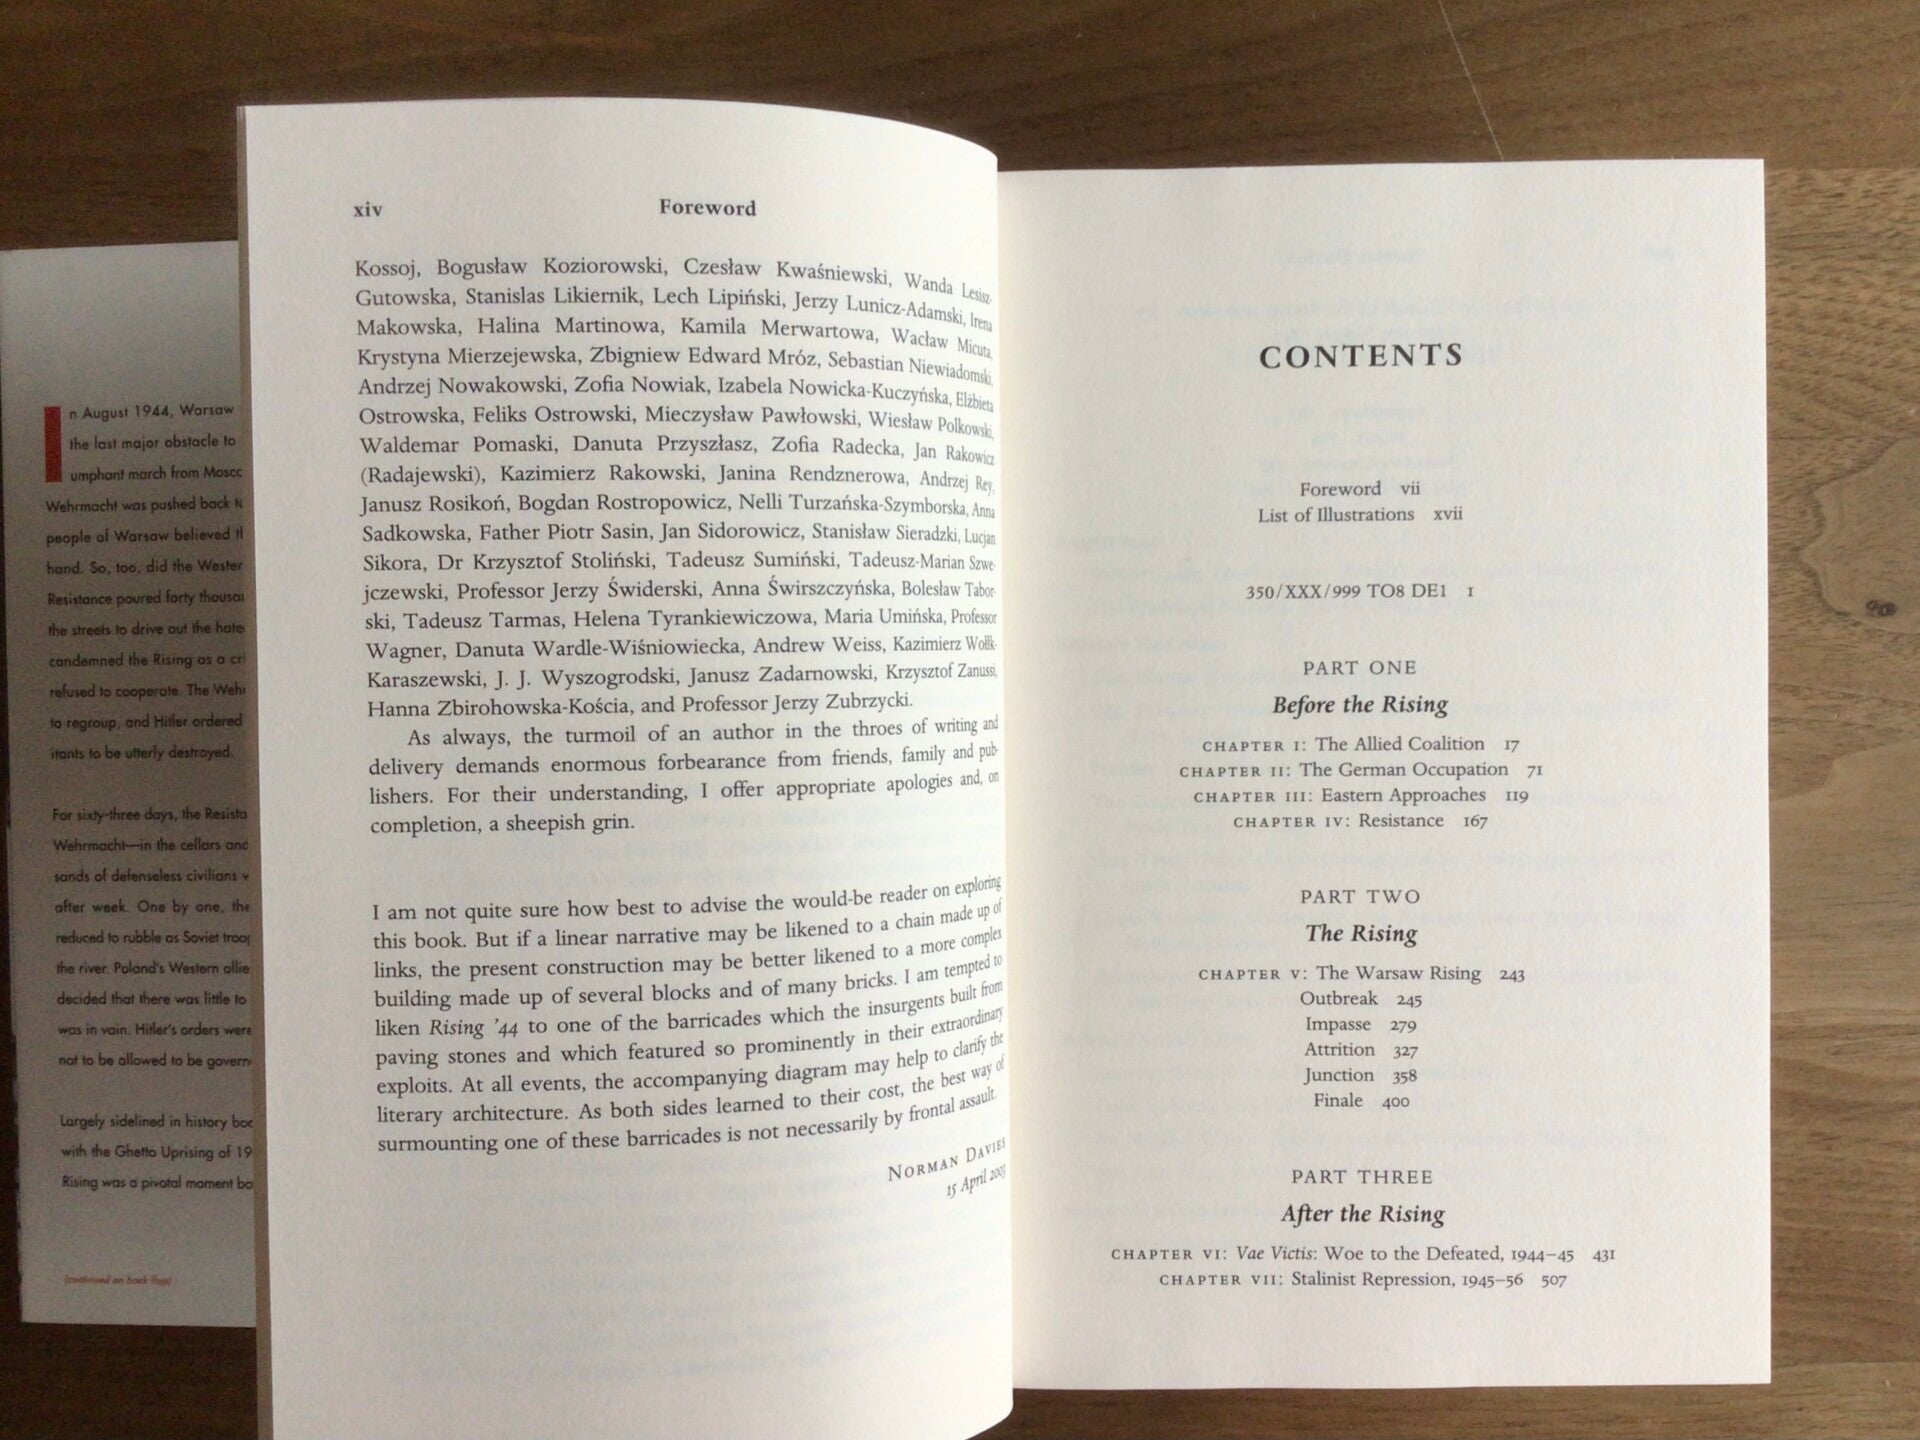 n August 1944, Warsaw
the last major obstacle to
umphant march from Mosco
Wehrmacht was pushed back
people of Warsaw believed
hand. So, too, did the Wester
Resistance poured forty thousa
the streets to drive out the hate
condemned the Rising as a cri
refused to cooperate. The Weh
to regroup, and Hitler ordered
itants to be utterly destroyed.
For sixty-three days, the Resista
Wehrmacht—in the cellars and
sands of defenseless civilians
after week. One by one, the
reduced to rubble as Soviet troop
the river. Poland's Western allie
decided that there was little to
was in vain. Hitler's orders were
not to be allowed to be govern
Largely sidelined in history boo
with the Ghetto Uprising of 19
Rising was a pivotal moment bo
(continued on back flap)
xiv Foreword
Kossoj, Bogusław Koziorowski, Czesław Kwaśniewski, Wanda Lesisz-
Gutowska, Stanislas Likiernik, Lech Lipiński, Jerzy Lunicz-Adamski, Irena
Makowska, Halina Martinowa, Kamila Merwartowa, Wacław Micuta,
Krystyna Mierzejewska, Zbigniew Edward Mróz, Sebastian Niewiadomski,
Andrzej Nowakowski, Zofia Nowiak, Izabela Nowicka-Kuczyńska, Elżbieta
Ostrowska, Feliks Ostrowski, Mieczysław Pawłowski, Wiesław Polkowski,
Waldemar Pomaski, Danuta Przyszłasz, Zofia Radecka, Jan Rakowicz
(Radajewski), Kazimierz Rakowski, Janina Rendznerowa, Andrzej Rey,
Janusz Rosikoń, Bogdan Rostropowicz, Nelli Turzańska-Szymborska, Anna
Sadkowska, Father Piotr Sasin, Jan Sidorowicz, Stanisław Sieradzki, Lucjan
Sikora, Dr Krzysztof Stoliński, Tadeusz Sumiński, Tadeusz-Marian Szwe-
jczewski, Professor Jerzy Świderski, Anna Świrszczyńska, Bolesław Tabor-
ski, Tadeusz Tarmas, Helena Tyrankiewiczowa, Maria Umińska, Professor
Wagner, Danuta Wardle-Wiśniowiecka, Andrew Weiss, Kazimierz Wołłk-
Karaszewski, J. J. Wyszogrodski, Janusz Zadarnowski, Krzysztof Zanussi,
Hanna Zbirohowska-Kościa, and Professor Jerzy Zubrzycki.
As always, the turmoil of an author in the throes of writing and
delivery demands enormous forbearance from friends, family and pub-
lishers. For their understanding, I offer appropriate apologies and, on
completion, a sheepish grin.
I am not quite sure how best to advise the would-be reader on exploring
this book. But if a linear narrative may be likened to a chain made up of
links, the present construction may be better likened to a more complex
building made up of several blocks and of many bricks. I am tempted to
liken Rising '44 to one of the barricades which the insurgents built from
paving stones and which featured so prominently in their extraordinary
exploits. At all events, the accompanying diagram may help to clarify the
literary architecture. As both sides learned to their cost, the best way of
surmounting one of these barricades is not necessarily by frontal assault.
NORMAN DAVIES
15 April 2003
CONTENTS
Foreword vii
List of Illustrations xvii
350/XXX/999 TO8 DE1 1
PART ONE
Before the Rising
CHAPTER I: The Allied Coalition 17
CHAPTER II: The German Occupation 71
CHAPTER III: Eastern Approaches 119
CHAPTER IV: Resistance 167
PART TWO
The Rising
CHAPTER V: The Warsaw Rising 243
Outbreak 245
Impasse 279
Attrition 327
Junction 358
Finale 400
PART THREE
After the Rising
CHAPTER VI: Vae Victis: Woe to the Defeated, 1944–45 431
CHAPTER VII: Stalinist Repression, 1945–56 507